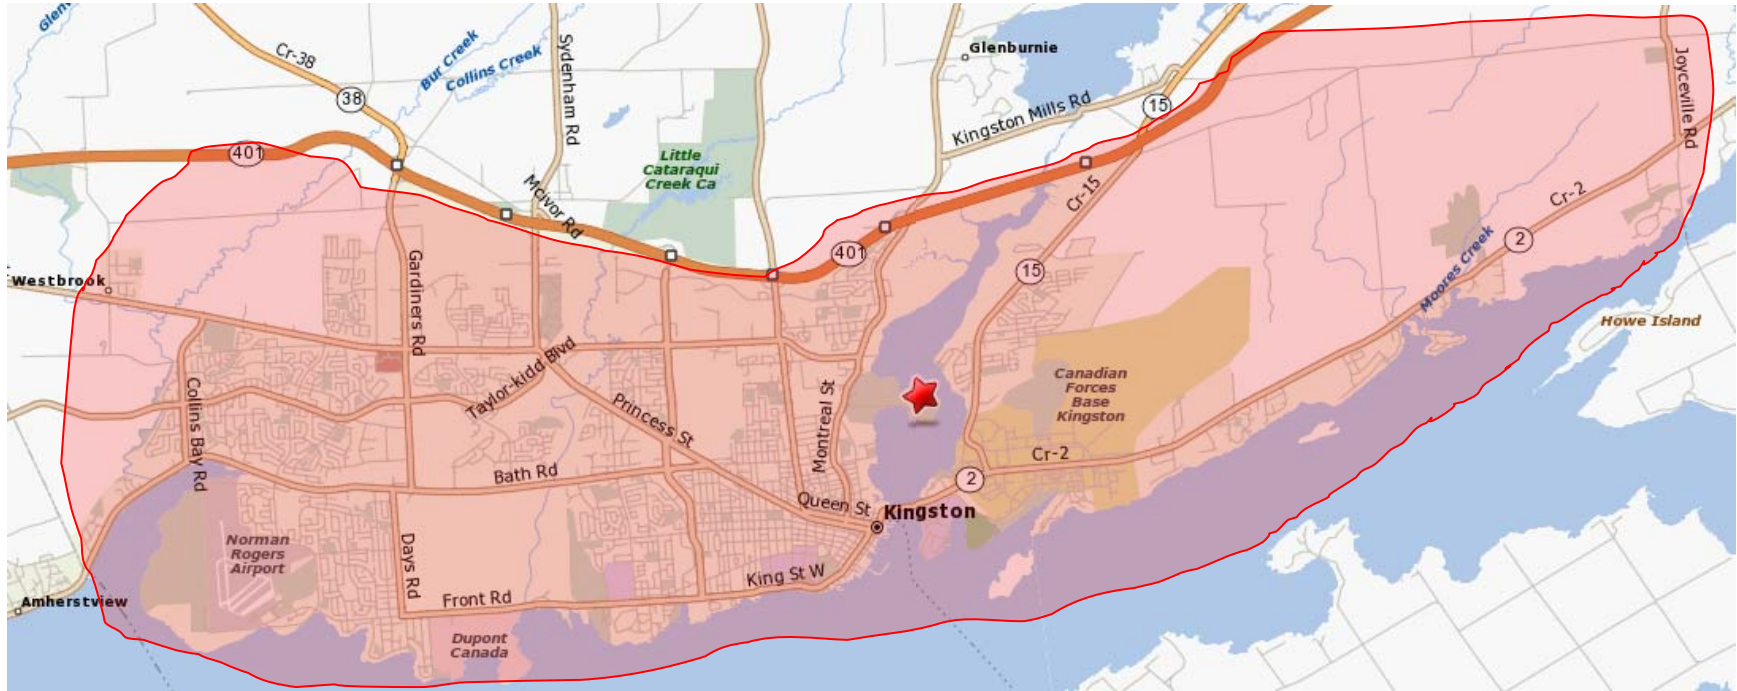 Cr-38
38
Bur Creek
Collins Creek
Sydenham Rd
Glenburnie
Kingston Mills Rd
15
Joyceville Rd
401
Little
Cataraqui
Creek Ca
Mcivor Rd
Cr-15
Cr-2
2
401
15
Moores Creek
Westbrook
Gardiners Rd
Howe Island
Taylor-kidd Blvd
Collins Bay Rd
Princess St
Montreal St
Canadian
Forces
Base
Kingston
Bath Rd
Cr-2
2
Queen St
Kingston
Norman
Rogers
Airport
Days Rd
King St W
Front Rd
Amherstview
Dupont
Canada